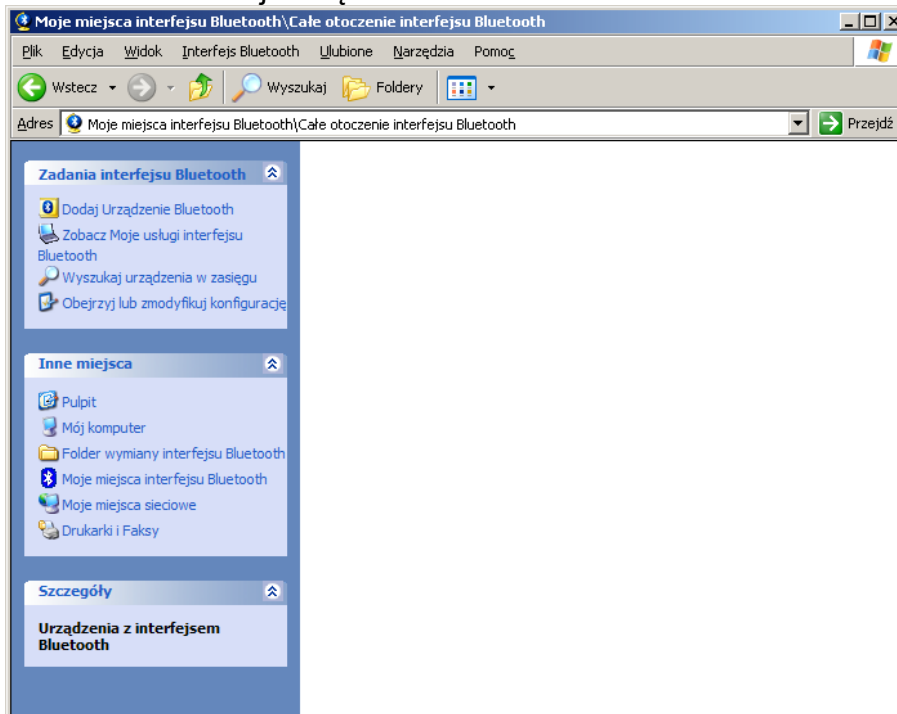 Moje miejsca interfejsu Bluetooth\Całe otoczenie interfejsu Bluetooth
Plik Edycja Widok Interfejs Bluetooth Ulubione Narzędzia Pomoc
Wstecz Wyszukaj Foldery
Adres Moje miejsca interfejsu Bluetooth\Całe otoczenie interfejsu Bluetooth Przejdź
Zadania interfejsu Bluetooth
Dodaj Urządzenie Bluetooth
Zobacz Moje usługi interfejsu
Bluetooth
Wyszukaj urządzenia w zasięgu
Obejrzyj lub zmodyfikuj konfigurację
Inne miejsca
Pulpit
Mój komputer
Folder wymiany interfejsu Bluetooth
Moje miejsca interfejsu Bluetooth
Moje miejsca sieciowe
Drukarki i Faksy
Szczegóły
Urządzenia z interfejsem
Bluetooth